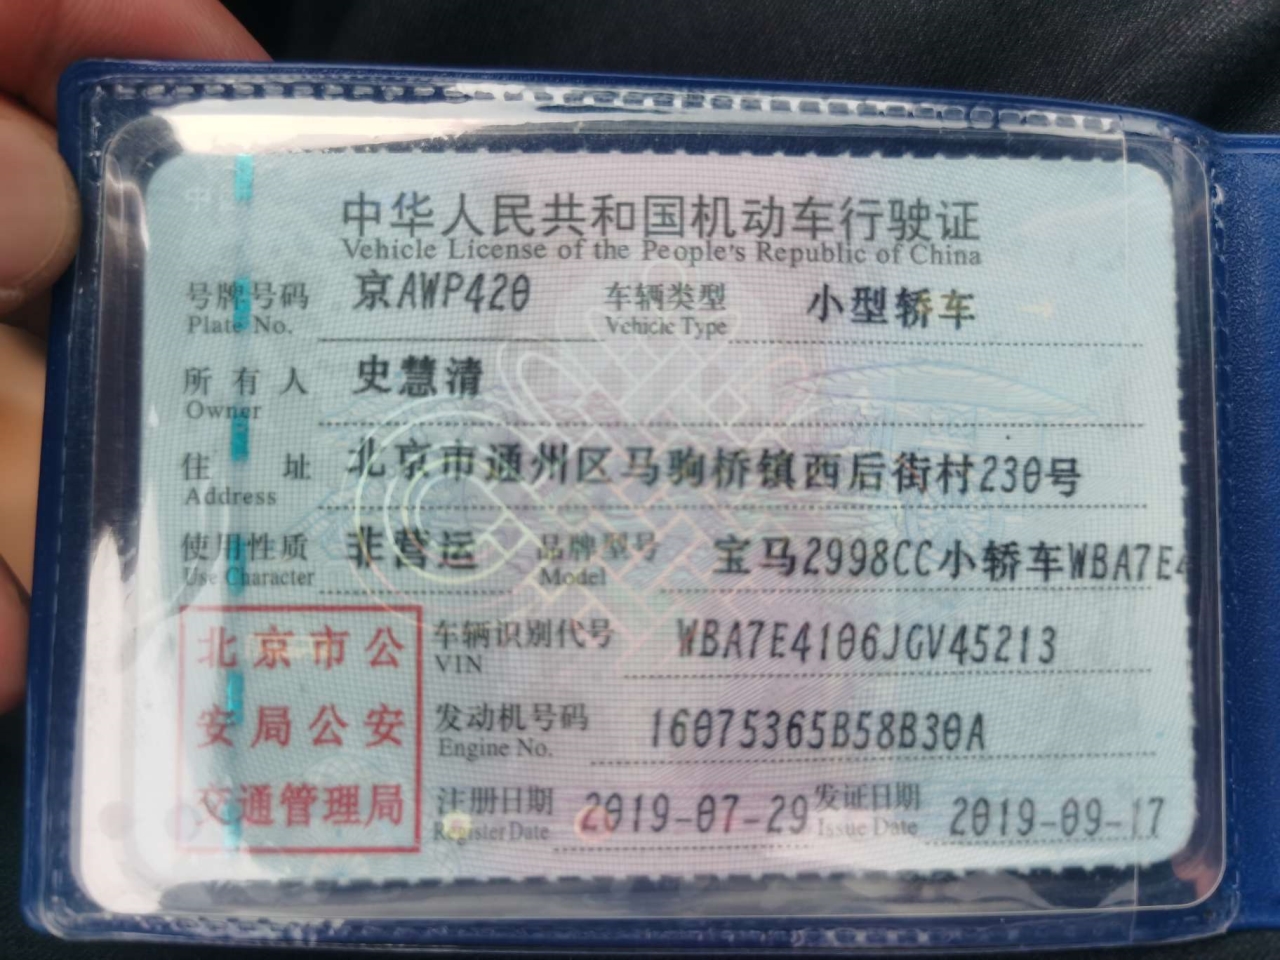 中华人民共和国机动车行驶证
Vehicle License of the People's Republic of China
号牌号码 京AWP420 车辆类型 小型轿车
Plate No. Vehicle Type
所有人 史慧清
Owner
住址 北京市通州区马驹桥镇西后街村230号
Address
使用性质 非营运 品牌型号 宝马2998CC小轿车WBA7E4
Use Character Model
车辆识别代号 WBA7E4106JGV45213
VIN
发动机号码 16075365B58B30A
Engine No.
注册日期 2019-07-29 发证日期 2019-09-17
Register Date Issue Date
北京市公
安局公安
交通管理局